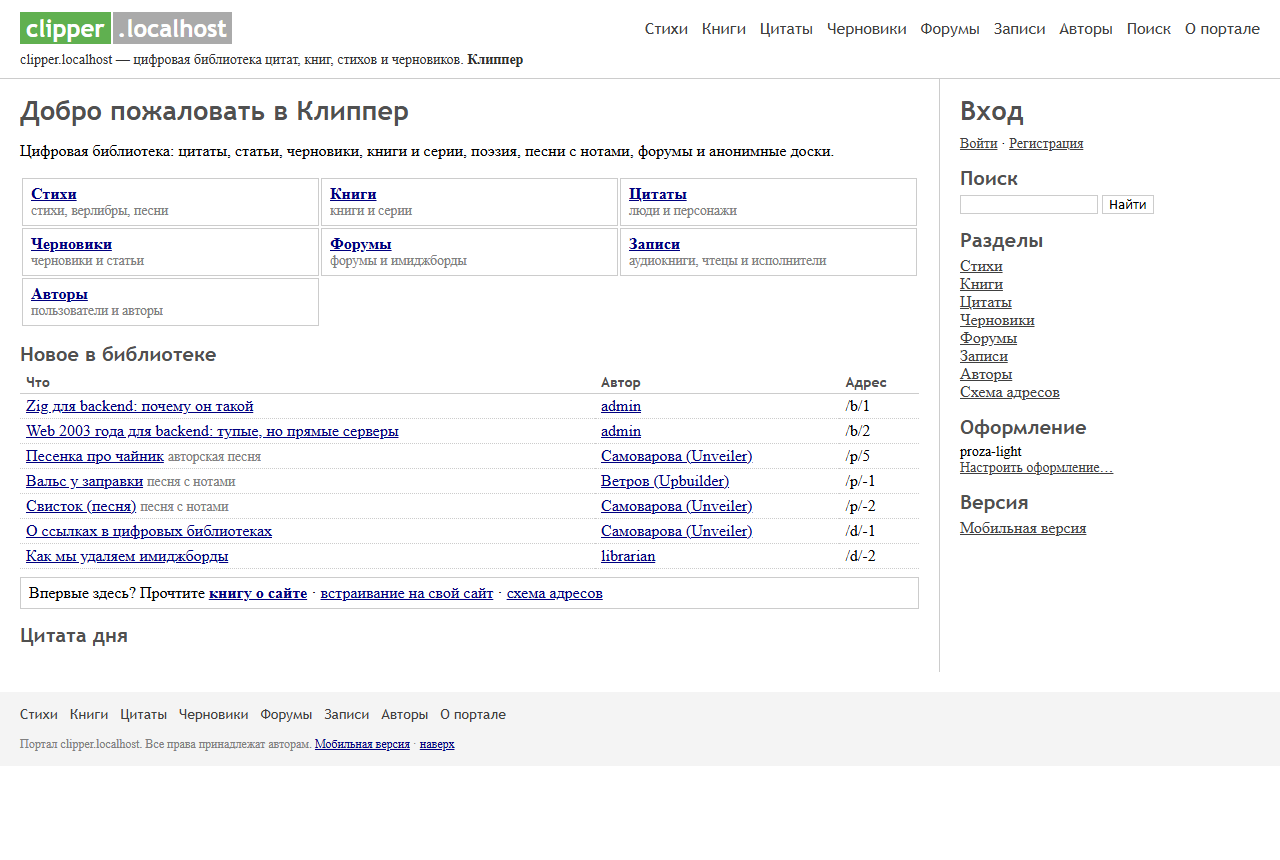 clipper .localhost
Стихи Книги Цитаты Черновики Форумы Записи Авторы Поиск О портале
clipper.localhost — цифровая библиотека цитат, книг, стихов и черновиков. Клиппер
Добро пожаловать в Клиппер
Цифровая библиотека: цитаты, статьи, черновики, книги и серии, поэзия, песни с нотами, форумы и анонимные доски.
Стихи
стихи, верлибры, песни
Книги
книги и серии
Цитаты
люди и персонажи
Черновики
черновики и статьи
Форумы
форумы и имиджборды
Записи
аудиокниги, чтецы и исполнители
Авторы
пользователи и авторы
Новое в библиотеке
Что Автор Адрес
Zig для backend: почему он такой admin /b/1
Web 2003 года для backend: тупые, но прямые серверы admin /b/2
Песенка про чайник авторская песня Самоварова (Unveiler) /p/5
Вальс у заправки песня с нотами Ветров (Upbuilder) /p/-1
Свисток (песня) песня с нотами Самоварова (Unveiler) /p/-2
О ссылках в цифровых библиотеках Самоварова (Unveiler) /d/-1
Как мы удаляем имиджборды librarian /d/-2
Впервые здесь? Прочтите книгу о сайте · встраивание на свой сайт · схема адресов
Цитата дня
Вход
Войти · Регистрация
Поиск
Найти
Разделы
Стихи
Книги
Цитаты
Черновики
Форумы
Записи
Авторы
Схема адресов
Оформление
proza-light
Настроить оформление…
Версия
Мобильная версия
Стихи Книги Цитаты Черновики Форумы Записи Авторы О портале
Портал clipper.localhost. Все права принадлежат авторам. Мобильная версия · наверх